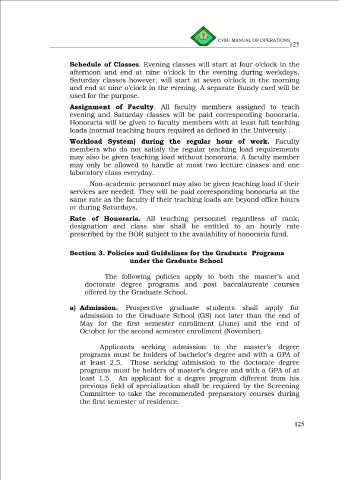 CvSU MANUAL OF OPERATIONS
125
Schedule of Classes. Evening classes will start at four o'clock in the
afternoon and end at nine o'clock in the evening during weekdays.
Saturday classes however, will start at seven o'clock in the morning
and end at nine o'clock in the evening. A separate Bundy card will be
used for the purpose.
Assignment of Faculty. All faculty members assigned to teach
evening and Saturday classes will be paid corresponding honoraria.
Honoraria will be given to faculty members with at least full teaching
loads (normal teaching hours required as defined in the University .
Workload System) during the regular hour of work. Faculty
members who do not satisfy the regular teaching load requirements
may also be given teaching load without honoraria. A faculty member
may only be allowed to handle at most two lecture classes and one
laboratory class everyday.
Non-academic personnel may also be given teaching load if their
services are needed. They will be paid corresponding honoraria at the
same rate as the faculty if their teaching loads are beyond office hours
or during Saturdays.
Rate of Honoraria. All teaching personnel regardless of rank,
designation and class size shall be entitled to an hourly rate
prescribed by the BOR subject to the availability of honoraria fund.
Section 3. Policies and Guidelines for the Graduate Programs
under the Graduate School
The following policies apply to both the master's and
doctorate degree programs and post baccalaureate courses
offered by the Graduate School.
a) Admission. Prospective graduate students shall apply for
admission to the Graduate School (GS) not later than the end of
May for the first semester enrollment (June) and the end of
October for the second semester enrollment (November).
Applicants seeking admission to the master's degree
programs must be holders of bachelor's degree and with a GPA of
at least 2.5. Those seeking admission to the doctorate degree
programs must be holders of master's degree and with a GPA of at
least 1.5. An applicant for a degree program different from his
previous field of specialization shall be required by the Screening
Committee to take the recommended preparatory courses during
the first semester of residence.
125